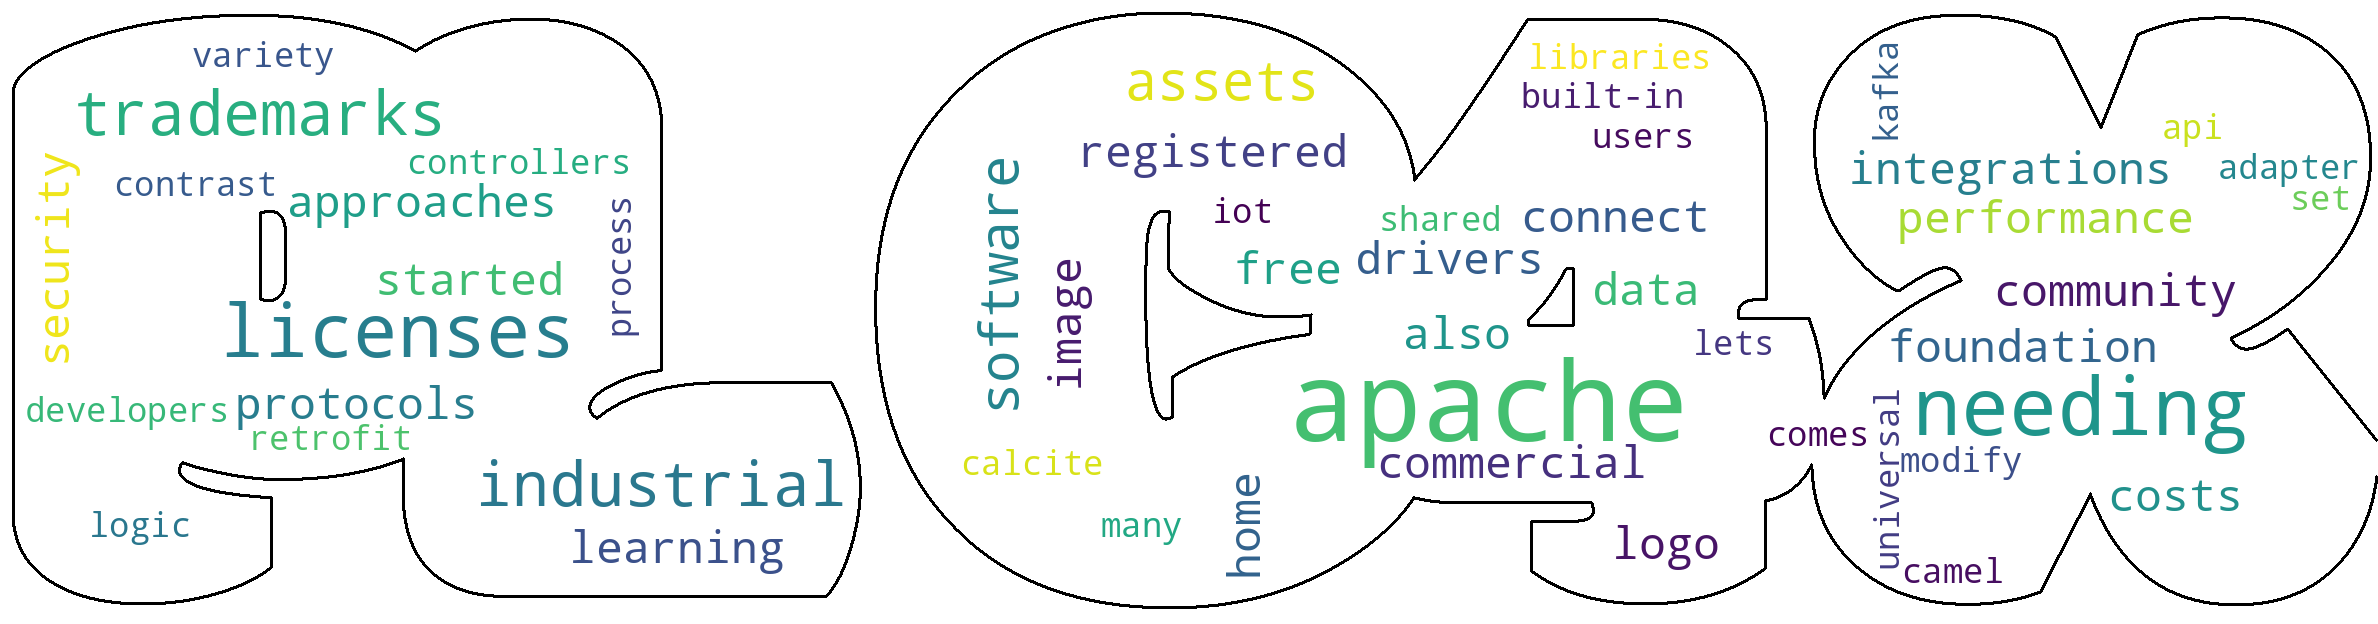 variety
trademarks
controllers
contrast
approaches
security
process
started
licenses
developers
protocols
retrofit
industrial
logic
learning
assets
registered
software
iot
image
free
calcite
many
home
libraries
built-in
users
shared
connect
drivers
data
also
lets
apache
commercial
comes
logo
kafka
api
integrations
adapter
set
performance
community
foundation
needing
universal
modify
costs
camel